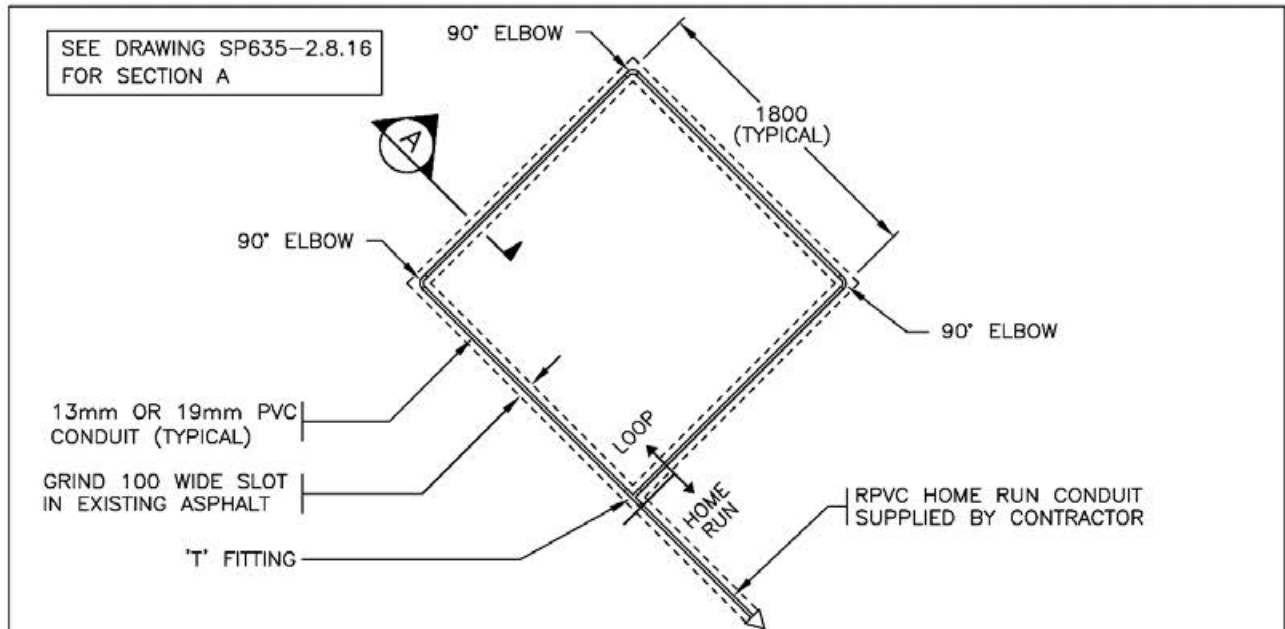 SEE DRAWING SP635-2.8.16
FOR SECTION A
90° ELBOW
1800
(TYPICAL)
A
90° ELBOW
90° ELBOW
13mm OR 19mm PVC
CONDUIT (TYPICAL)
GRIND 100 WIDE SLOT
IN EXISTING ASPHALT
LOOP
HOME
RUN
RPVC HOME RUN CONDUIT
SUPPLIED BY CONTRACTOR
'T' FITTING